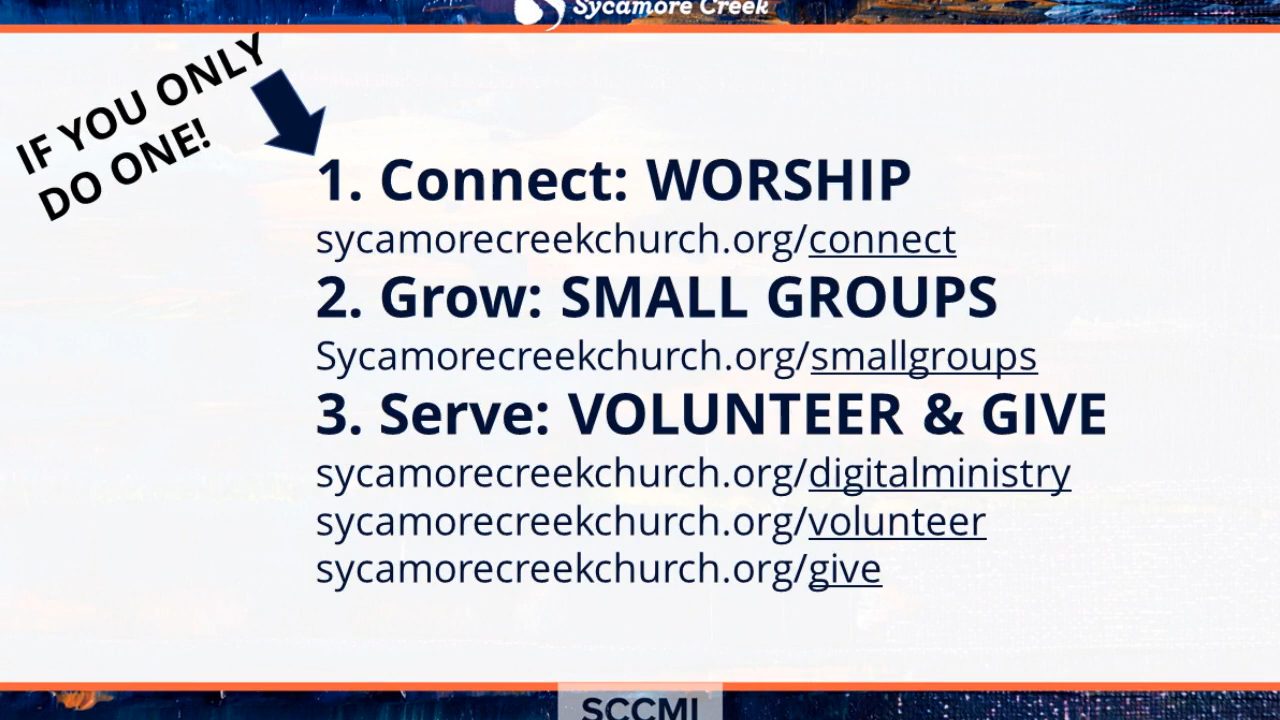 Sycamore Creek
IF YOU ONLY
DO ONE!
1. Connect: WORSHIP
sycamorecreekchurch.org/connect
2. Grow: SMALL GROUPS
Sycamorecreekchurch.org/smallgroups
3. Serve: VOLUNTEER & GIVE
sycamorecreekchurch.org/digitalministry
sycamorecreekchurch.org/volunteer
sycamorecreekchurch.org/give
SCCMI